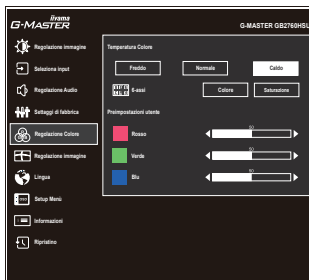 iiyama
G-MASTER
G-MASTER GB2760HSU
Regolazione immagine
Seleziona input
Regolazione Audio
Settaggi di fabbrica
Regolazione Colore
Regolazione immagine
Lingua
Setup Menù
Informazioni
Ripristino
Temperatura Colore
Freddo
Normale
Caldo
6-assi
Colore
Saturazione
Preimpostazioni utente
Rosso
50
Verde
50
Blu
50